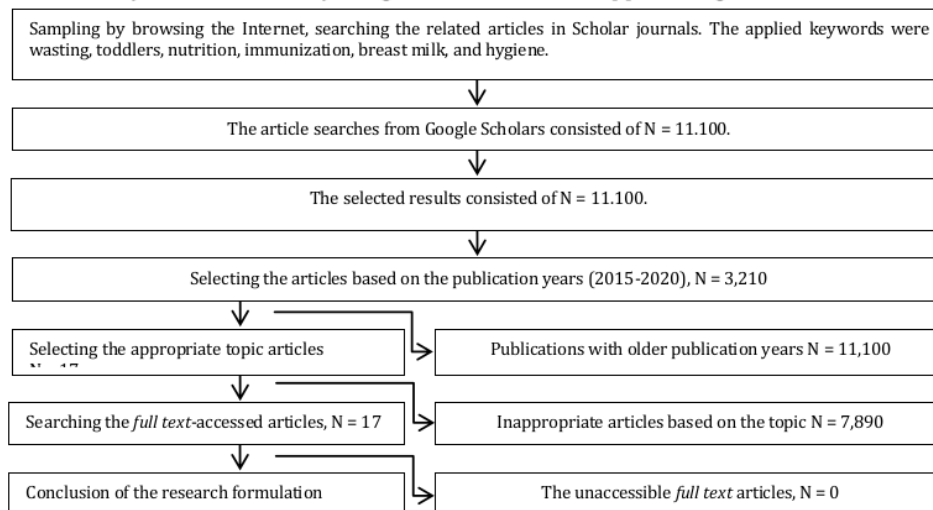 Sampling by browsing the Internet, searching the related articles in Scholar journals. The applied keywords were
wasting, toddlers, nutrition, immunization, breast milk, and hygiene.
The article searches from Google Scholars consisted of N = 11.100.
The selected results consisted of N = 11.100.
Selecting the articles based on the publication years (2015-2020), N = 3,210
Selecting the appropriate topic articles
Publications with older publication years N = 11,100
Searching the full text-accessed articles, N = 17
Inappropriate articles based on the topic N = 7,890
Conclusion of the research formulation
The unaccessible full text articles, N = 0